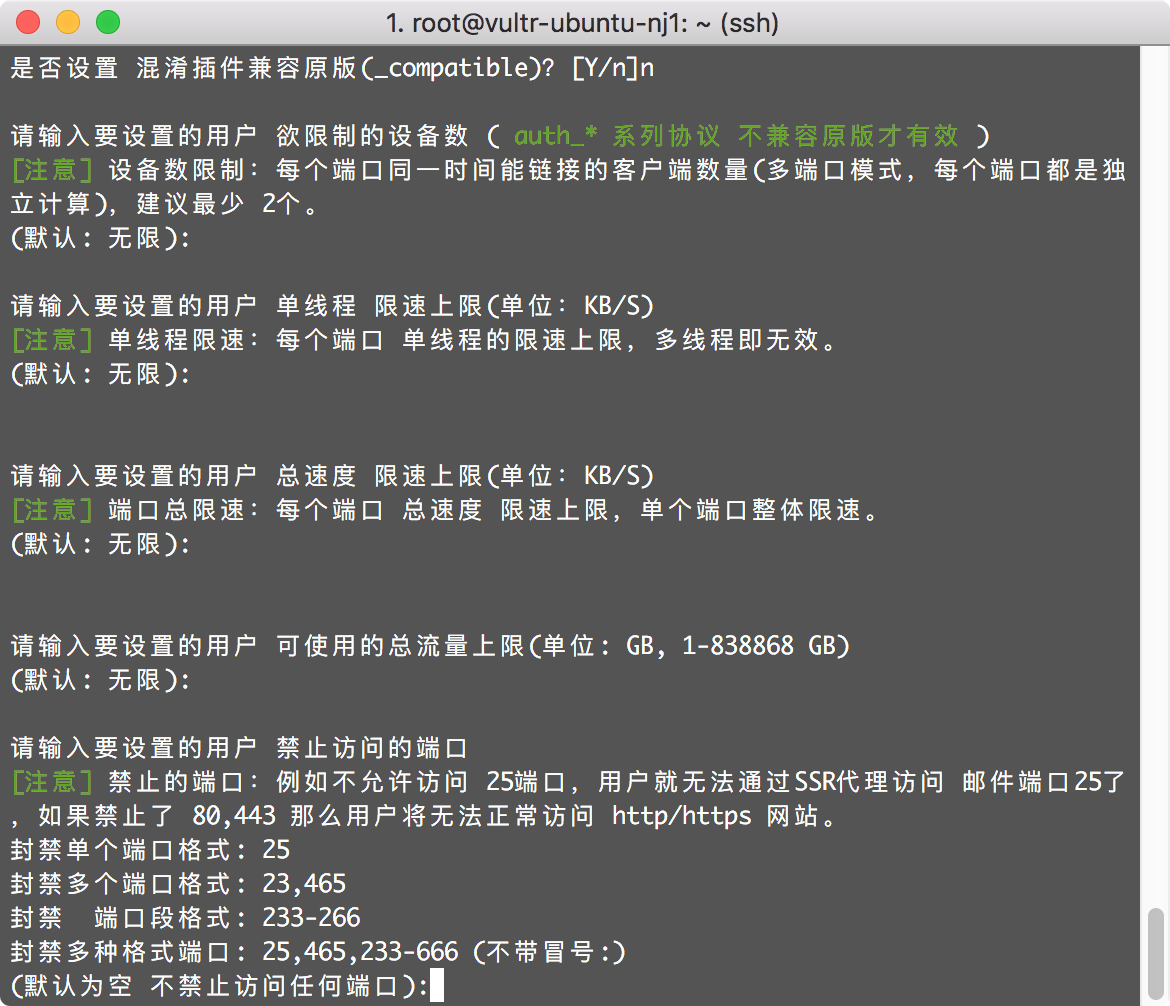 1. root@vultr-ubuntu-nj1: ~ (ssh)
是否设置 混淆插件兼容原版(_compatible)? [Y/n]n
请输入要设置的用户 欲限制的设备数 ( auth_* 系列协议 不兼容原版才有效 )
[注意] 设备数限制：每个端口同一时间能链接的客户端数量(多端口模式，每个端口都是独
立计算)，建议最少 2个。
(默认: 无限):
请输入要设置的用户 单线程 限速上限(单位：KB/S)
[注意] 单线程限速：每个端口 单线程的限速上限，多线程即无效。
(默认: 无限):
请输入要设置的用户 总速度 限速上限(单位：KB/S)
[注意] 端口总限速：每个端口 总速度 限速上限，单个端口整体限速。
(默认: 无限):
请输入要设置的用户 可使用的总流量上限(单位: GB, 1-838868 GB)
(默认: 无限):
请输入要设置的用户 禁止访问的端口
[注意] 禁止的端口：例如不允许访问 25端口，用户就无法通过SSR代理访问 邮件端口25了
，如果禁止了 80,443 那么用户将无法正常访问 http/https 网站。
封禁单个端口格式: 25
封禁多个端口格式: 23,465
封禁  端口段格式: 233-266
封禁多种格式端口: 25,465,233-666 (不带冒号:)
(默认为空 不禁止访问任何端口):